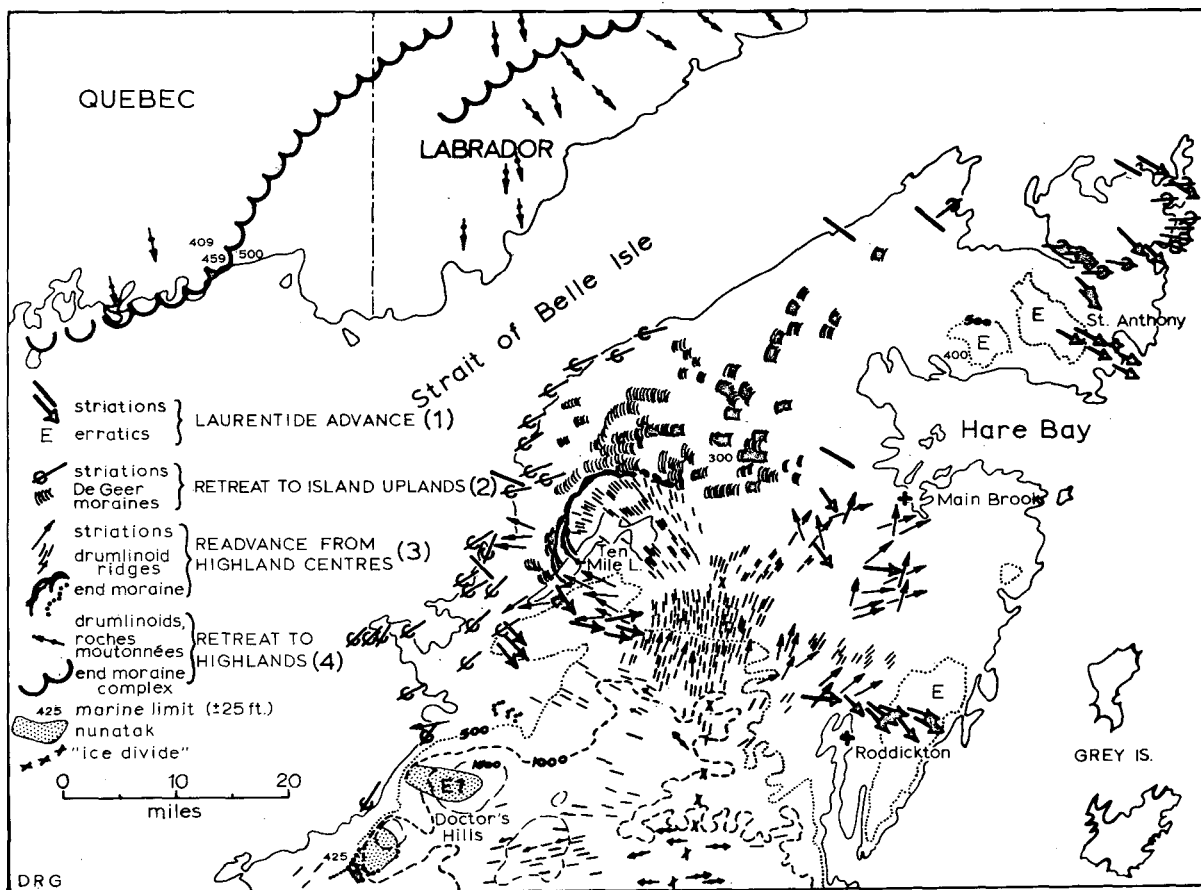 QUEBEC
LABRADOR
409
459
500
Strait of Belle Isle
500
400
E
E
St. Anthony
Hare Bay
300
Main Brook
Ten
Mile L.
E
Roddickton
GREY IS.
500
1000
E?
Doctor's
Hills
425
striations
E erratics
LAURENTIDE ADVANCE (1)
striations
De Geer
moraines
RETREAT TO ISLAND UPLANDS (2)
striations
drumlinoid
ridges
end moraine
READVANCE FROM
HIGHLAND CENTRES (3)
drumlinoids,
roches
moutonnées
end moraine
complex
RETREAT TO
HIGHLANDS (4)
425 marine limit (±25 ft.)
nunatak
x x x "ice divide"
0 10 20
miles
DRG